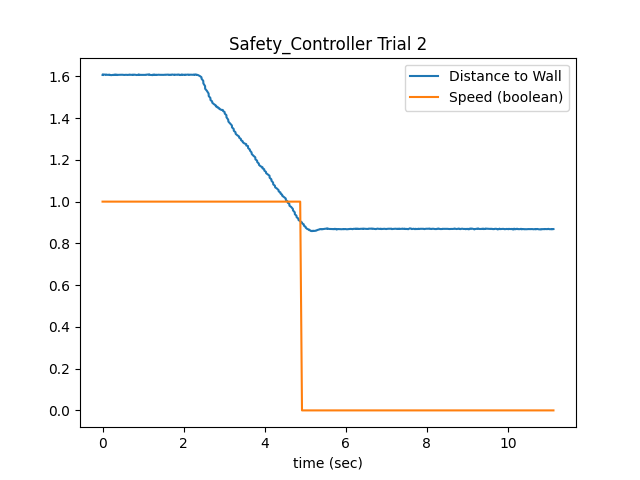 Safety_Controller Trial 2
Distance to Wall
Speed (boolean)
1.6
1.4
1.2
1.0
0.8
0.6
0.4
0.2
0.0
0 2 4 6 8 10
time (sec)